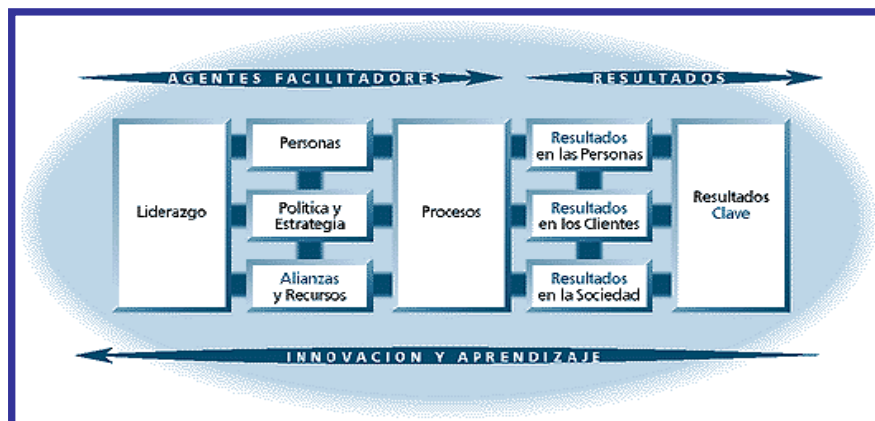 AGENTES FACILITADORES
RESULTADOS
Liderazgo
Personas
Política y
Estrategia
Alianzas
y Recursos
Procesos
Resultados
en las Personas
Resultados
en los Clientes
Resultados
en la Sociedad
Resultados
Clave
INNOVACION Y APRENDIZAJE